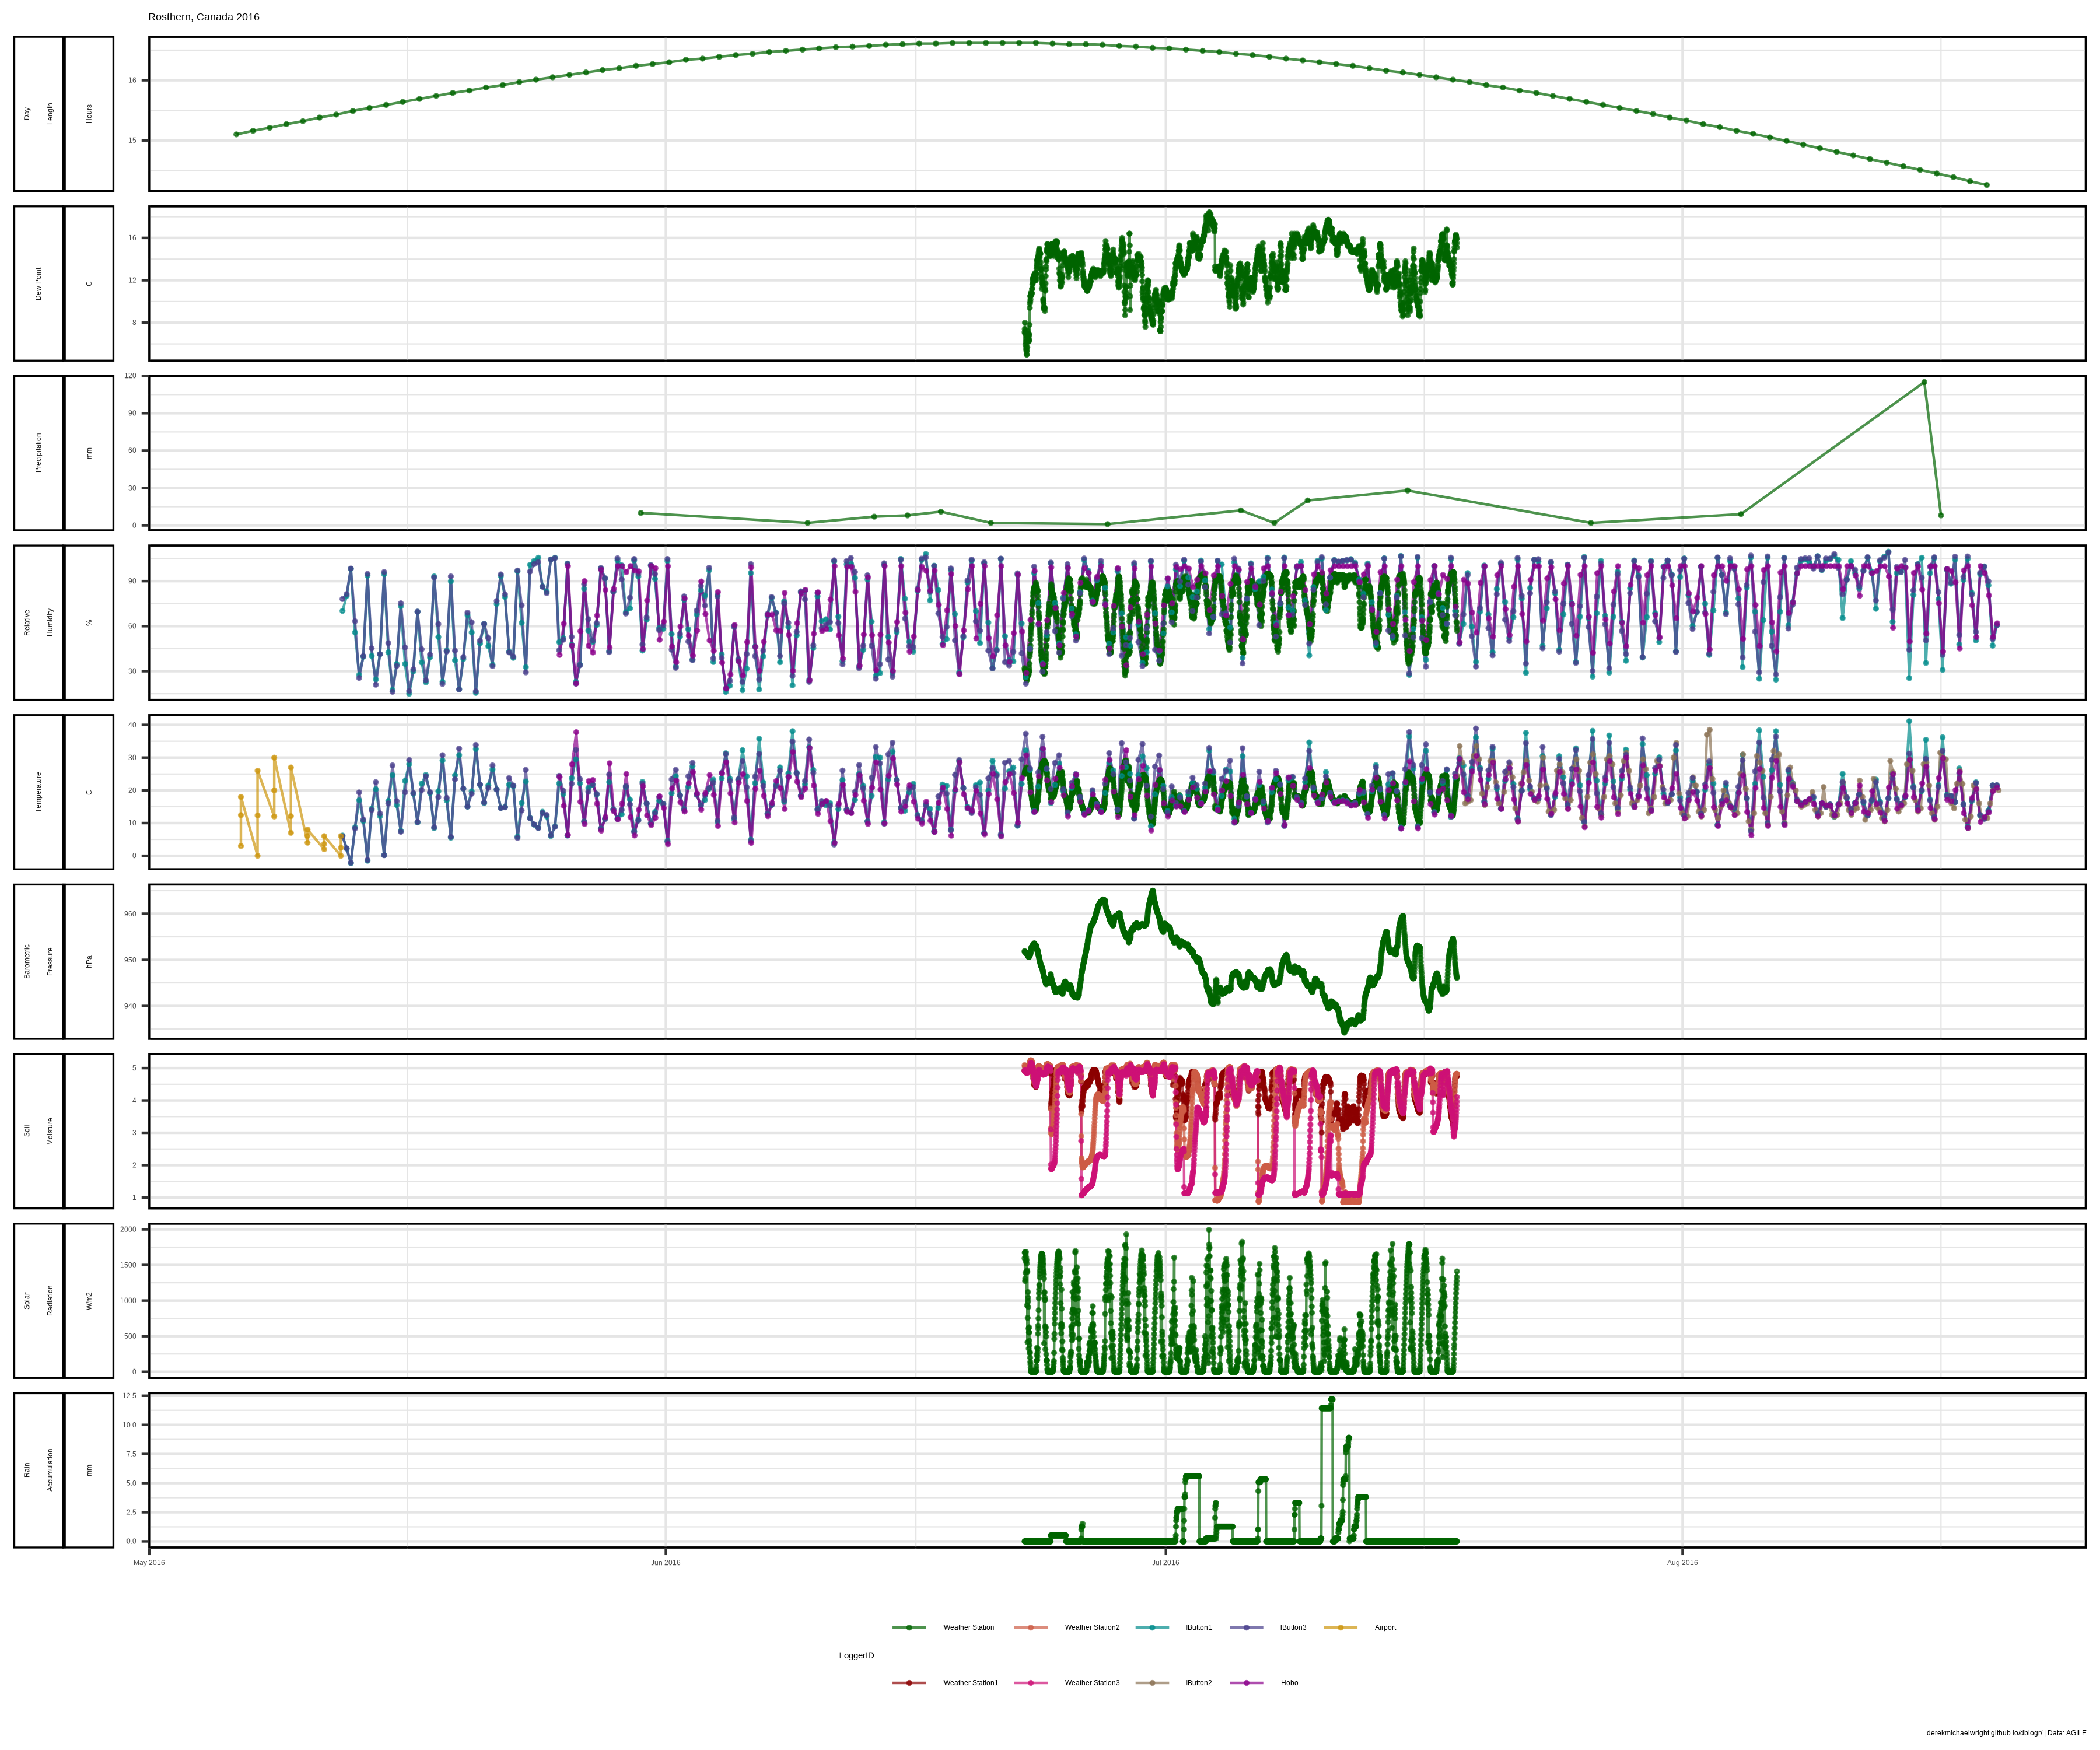 Rosthern, Canada 2016
Day
Length
Hours
16
15
Dew Point
C
16
12
8
Precipitation
mm
120
90
60
30
0
Relative
Humidity
%
90
60
30
Temperature
C
40
30
20
10
0
Barometric
Pressure
hPa
960
950
940
Soil
Moisture
5
4
3
2
1
Solar
Radiation
W/m2
2000
1500
1000
500
0
Rain
Accumulation
mm
12.5
10.0
7.5
5.0
2.5
0.0
May 2016
Jun 2016
Jul 2016
Aug 2016
LoggerID
Weather Station
Weather Station2
IButton1
IButton3
Airport
Weather Station1
Weather Station3
IButton2
Hobo
derekmichaelwright.github.io/dblogr/ | Data: AGILE